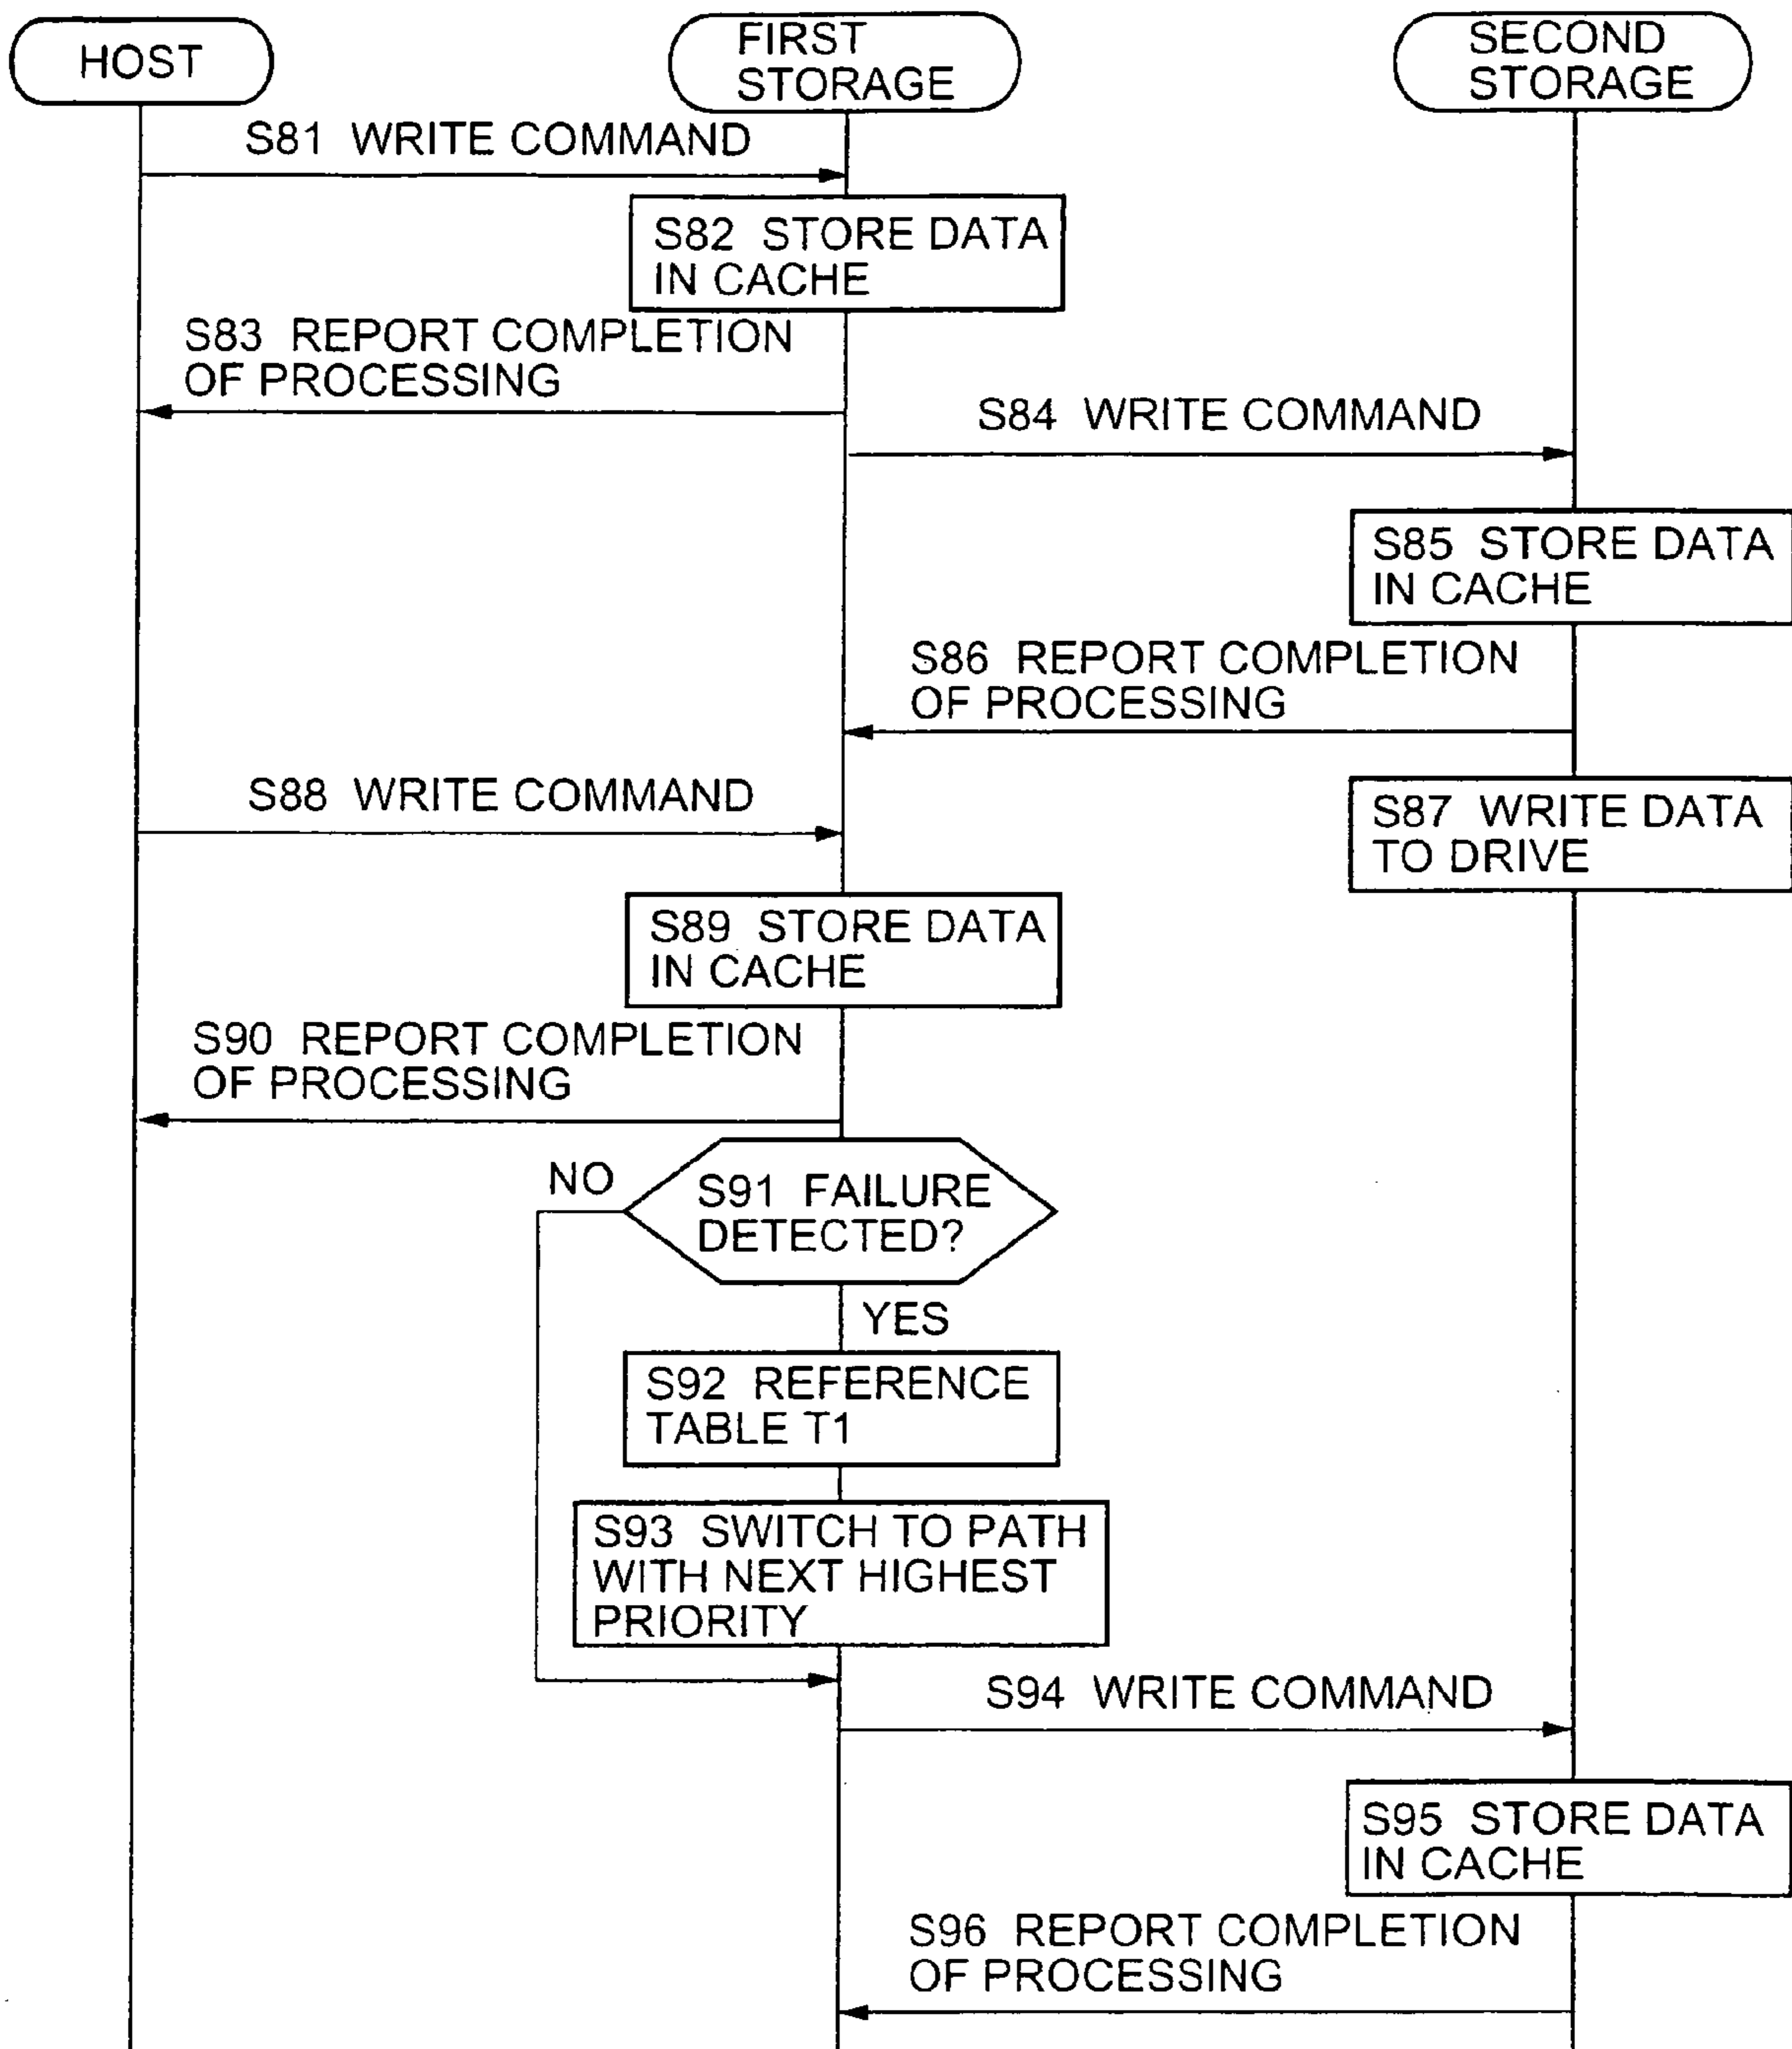 HOST
FIRST
STORAGE
SECOND
STORAGE
S81 WRITE COMMAND
S82 STORE DATA
IN CACHE
S83 REPORT COMPLETION
OF PROCESSING
S84 WRITE COMMAND
S85 STORE DATA
IN CACHE
S86 REPORT COMPLETION
OF PROCESSING
S88 WRITE COMMAND
S87 WRITE DATA
TO DRIVE
S89 STORE DATA
IN CACHE
S90 REPORT COMPLETION
OF PROCESSING
NO
S91 FAILURE
DETECTED?
YES
S92 REFERENCE
TABLE T1
S93 SWITCH TO PATH
WITH NEXT HIGHEST
PRIORITY
S94 WRITE COMMAND
S95 STORE DATA
IN CACHE
S96 REPORT COMPLETION
OF PROCESSING